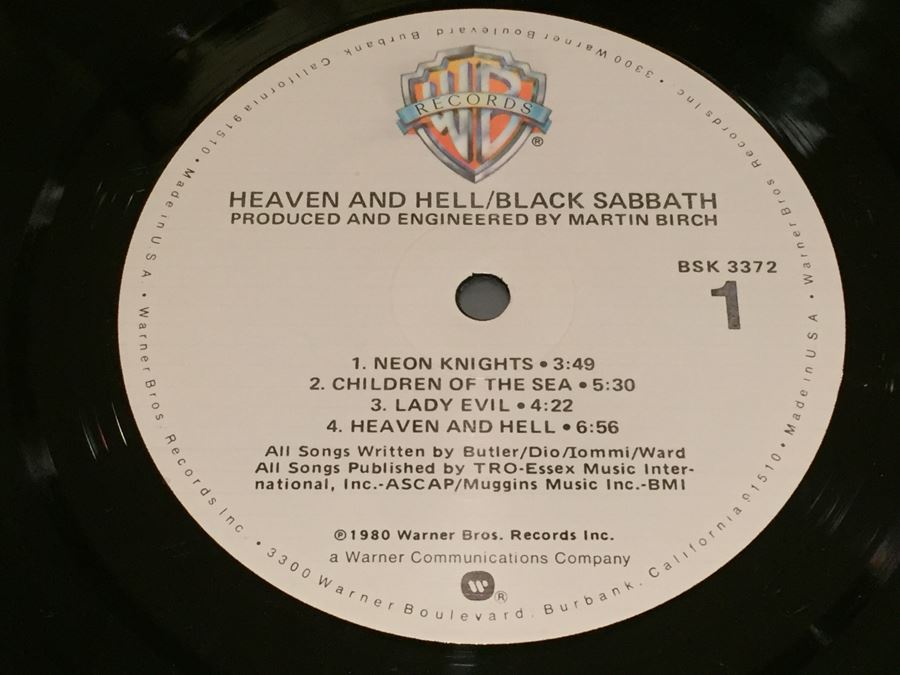 WB
RECORDS
®
HEAVEN AND HELL/BLACK SABBATH
PRODUCED AND ENGINEERED BY MARTIN BIRCH
BSK 3372
1
1. NEON KNIGHTS • 3:49
2. CHILDREN OF THE SEA • 5:30
3. LADY EVIL • 4:22
4. HEAVEN AND HELL • 6:56
All Songs Written by Butler/Dio/Iommi/Ward
All Songs Published by TRO-Essex Music Inter-
national, Inc.-ASCAP/Muggins Music Inc.-BMI
℗1980 Warner Bros. Records Inc.
a Warner Communications Company
W®
Warner Bros. Records Inc. • 3300 Warner Boulevard, Burbank, California 91510 • Made in U S A • Warner Bros Records Inc. • 3300 Warner Boulevard Burbank, California 91510 • Made in U S A •